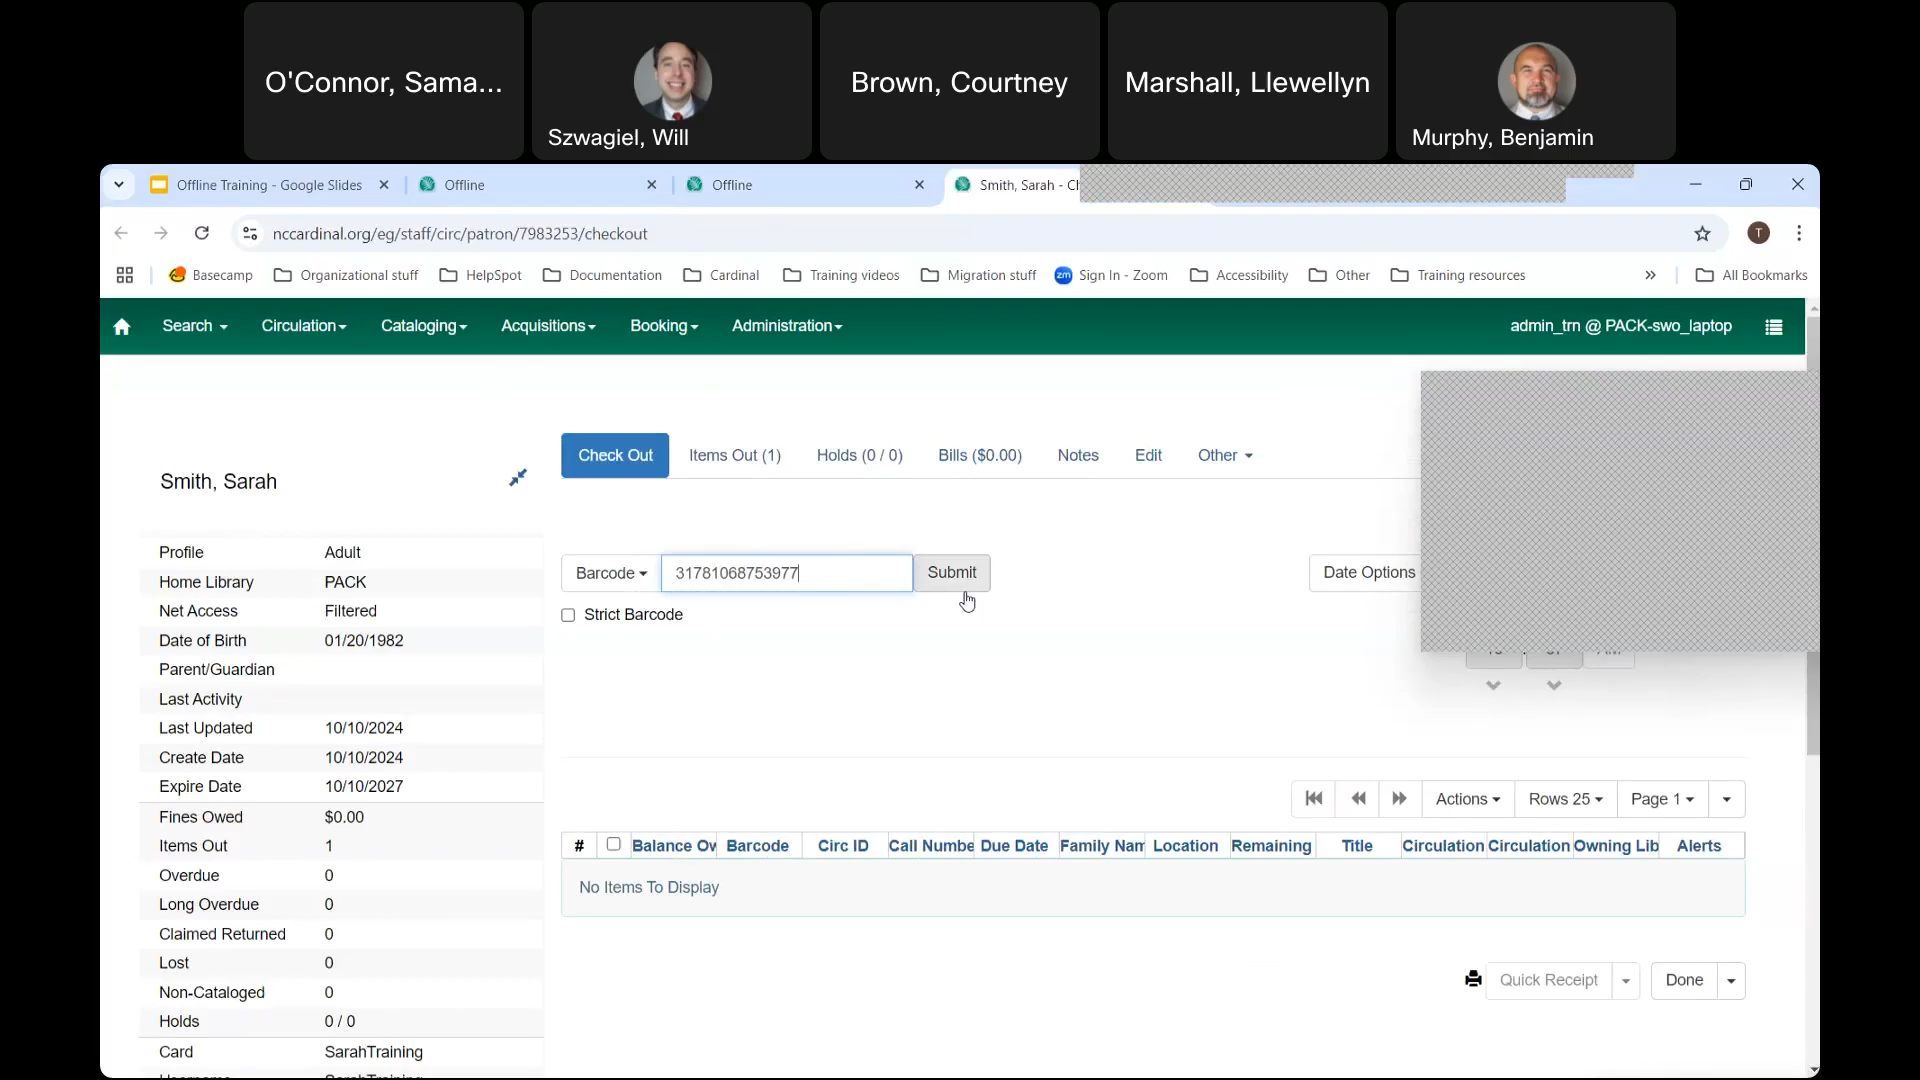 O'Connor, Sama...
Szwagiel, Will
Brown, Courtney
Marshall, Llewellyn
Murphy, Benjamin
Offline Training - Google Slides
Offline
Offline
Smith, Sarah - Ch
nccardinal.org/eg/staff/circ/patron/7983253/checkout
T
Basecamp
Organizational stuff
HelpSpot
Documentation
Cardinal
Training videos
Migration stuff
zm Sign In - Zoom
Accessibility
Other
Training resources
All Bookmarks
Search
Circulation
Cataloging
Acquisitions
Booking
Administration
admin_trn @ PACK-swo_laptop
Smith, Sarah
Check Out
Items Out (1)
Holds (0 / 0)
Bills ($0.00)
Notes
Edit
Other
Barcode
31781068753977
Submit
Date Options
Strict Barcode
Profile Adult
Home Library PACK
Net Access Filtered
Date of Birth 01/20/1982
Parent/Guardian
Last Activity
Last Updated 10/10/2024
Create Date 10/10/2024
Expire Date 10/10/2027
Fines Owed $0.00
Items Out 1
Overdue 0
Long Overdue 0
Claimed Returned 0
Lost 0
Non-Cataloged 0
Holds 0 / 0
Card SarahTraining
Actions
Rows 25
Page 1
# Balance Ow Barcode Circ ID Call Numbe Due Date Family Nam Location Remaining Title Circulation Circulation Owning Lib Alerts
No Items To Display
Quick Receipt
Done